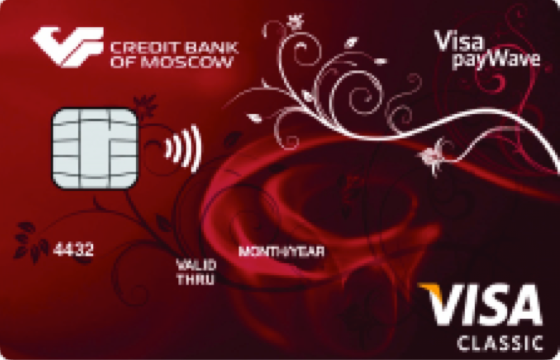 CREDIT BANK
OF MOSCOW
Visa
payWave
4432
MONTH/YEAR
VALID
THRU
VISA
CLASSIC